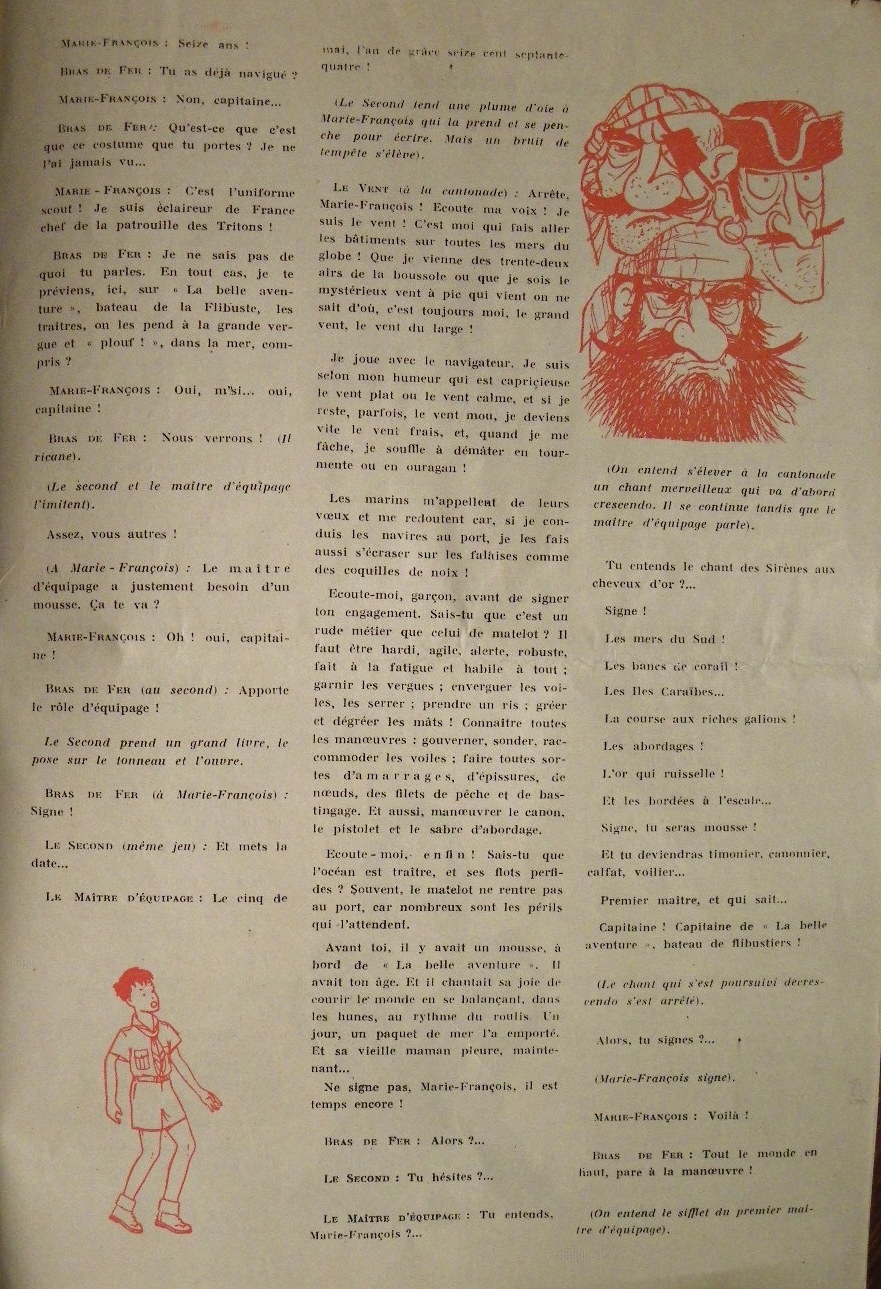 MARIE-FRANÇOIS : Seize ans !
BRAS DE FER : Tu as déjà navigué ?
MARIE-FRANÇOIS : Non, capitaine...
BRAS DE FER : Qu'est-ce que c'est
que ce costume que tu portes ? Je ne
l'ai jamais vu...
MARIE-FRANÇOIS : C'est l'uniforme
scout ! Je suis éclaireur de France
chef de la patrouille des Tritons !
BRAS DE FER : Je ne sais pas de
quoi tu parles. En tout cas, je te
préviens, ici, sur « La belle aven-
ture », bateau de la Flibuste, les
traîtres, on les pend à la grande ver-
gue et « plouf ! », dans la mer, com-
pris ?
MARIE-FRANÇOIS : Oui, m'si... oui,
capitaine !
BRAS DE FER : Nous verrons ! (Il
ricane).
(Le second et le maître d'équipage
l'imitent).
Assez, vous autres !
(A Marie-François) : Le maître
d'équipage a justement besoin d'un
mousse. Ça te va ?
MARIE-FRANÇOIS : Oh ! oui, capitai-
ne !
BRAS DE FER (au second) : Apporte
le rôle d'équipage !
Le Second prend un grand livre, le
pose sur le tonneau et l'ouvre.
BRAS DE FER (à Marie-François) :
Signe !
LE SECOND (même jeu) : Et mets la
date...
LE MAÎTRE D'ÉQUIPAGE : Le cinq de
mai, l'an de grâce seize cent septante-
quatre !
(Le Second tend une plume d'oie à
Marie-François qui la prend et se pen-
che pour écrire. Mais un bruit de
tempête s'élève).
LE VENT (à la cantonade) : Arrête,
Marie-François ! Ecoute ma voix ! Je
suis le vent ! C'est moi qui fais aller
les bâtiments sur toutes les mers du
globe ! Que je vienne des trente-deux
airs de la boussole ou que je sois le
mystérieux vent à pic qui vient on ne
sait d'où, c'est toujours moi, le grand
vent, le vent du large !
Je joue avec le navigateur. Je suis
selon mon humeur qui est capricieuse
le vent plat ou le vent calme, et si je
reste, parfois, le vent mou, je deviens
vite le vent frais, et, quand je me
fâche, je souffle à démâter en tour-
mente ou en ouragan !
Les marins m'appellent de leurs
vœux et me redoutent car, si je con-
duis les navires au port, je les fais
aussi s'écraser sur les falaises comme
des coquilles de noix !
Ecoute-moi, garçon, avant de signer
ton engagement. Sais-tu que c'est un
rude métier que celui de matelot ? Il
faut être hardi, agile, alerte, robuste,
fait à la fatigue et habile à tout ;
garnir les vergues ; enverguer les voi-
les, les serrer ; prendre un ris ; gréer
et dégréer les mâts ! Connaître toutes
les manœuvres : gouverner, sonder, rac-
commoder les voiles ; faire toutes sor-
tes d'amarrages, d'épissures, de
nœuds, des filets de pêche et de bas-
tingage. Et aussi, manœuvrer le canon,
le pistolet et le sabre d'abordage.
Ecoute-moi, enfin ! Sais-tu que
l'océan est traître, et ses flots perfi-
des ? Souvent, le matelot ne rentre pas
au port, car nombreux sont les périls
qui l'attendent.
Avant toi, il y avait un mousse, à
bord de « La belle aventure ». Il
avait ton âge. Et il chantait sa joie de
courir le monde en se balançant, dans
les hunes, au rythme du roulis. Un
jour, un paquet de mer l'a emporté.
Et sa vieille maman pleure, mainte-
nant...
Ne signe pas, Marie-François, il est
temps encore !
BRAS DE FER : Alors ?...
LE SECOND : Tu hésites ?...
LE MAÎTRE D'ÉQUIPAGE : Tu entends,
Marie-François ?...
(On entend s'élever à la cantonade
un chant merveilleux qui va d'abord
crescendo. Il se continue tandis que le
maître d'équipage parle).
Tu entends le chant des Sirènes aux
cheveux d'or ?...
Signe !
Les mers du Sud !
Les bancs de corail !
Les Iles Caraïbes...
La course aux riches galions !
Les abordages !
L'or qui ruisselle !
Et les bordées à l'escale...
Signe, tu seras mousse !
Et tu deviendras timonier, canonnier,
calfat, voilier...
Premier maître, et qui sait...
Capitaine ! Capitaine de « La belle
aventure », bateau de flibustiers !
(Le chant qui s'est poursuivi decres-
cendo s'est arrêté).
Alors, tu signes ?...
(Marie-François signe).
MARIE-FRANÇOIS : Voilà !
BRAS DE FER : Tout le monde en
haut, pare à la manœuvre !
(On entend le sifflet du premier maî-
tre d'équipage).